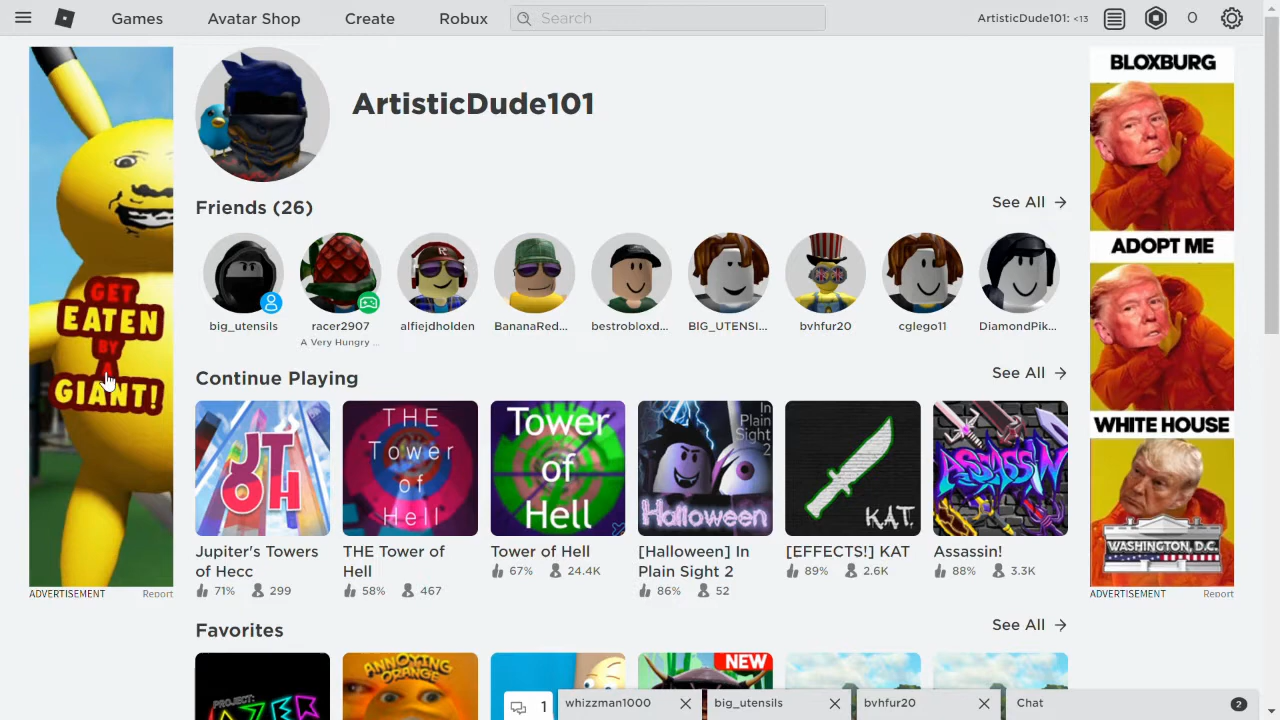 Games
Avatar Shop
Create
Robux
Search
ArtisticDude101: <13
0
GET
EATEN
BY
A
GIANT!
ADVERTISEMENT
Report
ArtisticDude101
Friends (26)
See All
big_utensils
racer2907
A Very Hungry ...
alfiejdholden
BananaRed...
bestrobloxd...
BIG_UTENSI...
bvhfur20
cglego11
DiamondPik...
Continue Playing
See All
JTOH
THE
Tower
of
Hell
Tower
of
Hell
In
Plain
Sight
2
Halloween
K.A.T.
ASSASSIN
Jupiter's Towers
of Hecc
71% 299
THE Tower of
Hell
58% 467
Tower of Hell
67% 24.4K
[Halloween] In
Plain Sight 2
86% 52
[EFFECTS!] KAT
89% 2.6K
Assassin!
88% 3.3K
Favorites
See All
PROJECT:
ANNOYING
ORANGE
NEW
BLOXBURG
ADOPT ME
WHITE HOUSE
WASHINGTON, D.C.
ADVERTISEMENT
Report
1
whizzman1000
big_utensils
bvhfur20
Chat
2